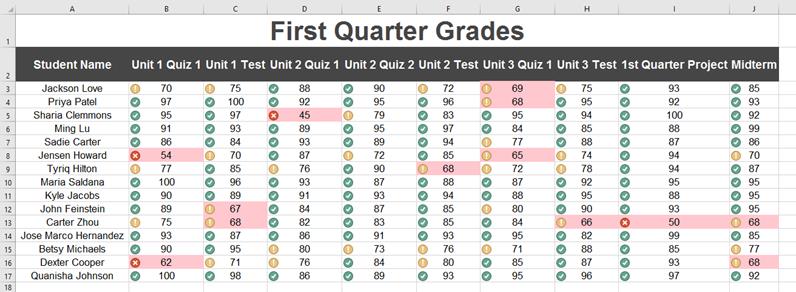 A B C D E F G H I J
1 First Quarter Grades
2 Student Name Unit 1 Quiz 1 Unit 1 Test Unit 2 Quiz 1 Unit 2 Quiz 2 Unit 2 Test Unit 3 Quiz 1 Unit 3 Test 1st Quarter Project Midterm
3 Jackson Love 70 75 88 90 72 69 75 93 85
4 Priya Patel 97 100 92 95 96 68 95 92 93
5 Sharia Clemmons 95 97 45 79 83 95 94 100 92
6 Ming Lu 91 93 89 95 97 84 85 88 99
7 Sadie Carter 86 84 89 92 94 77 88 87 86
8 Jensen Howard 54 70 87 72 85 65 74 94 70
9 Tyriq Hilton 77 85 76 90 68 72 78 94 87
10 Maria Saldana 100 96 93 87 88 87 92 95 95
11 Kyle Jacobs 90 89 91 93 94 88 95 88 95
12 John Feinstein 89 67 84 87 85 80 90 93 95
13 Carter Zhou 75 68 82 83 85 84 66 50 68
14 Jose Marco Hernandez 93 87 86 91 93 95 82 99 85
15 Betsy Michaels 90 95 80 73 76 71 88 85 77
16 Dexter Cooper 62 71 76 84 80 85 85 93 68
17 Quanisha Johnson 100 98 86 89 93 95 96 97 92
18